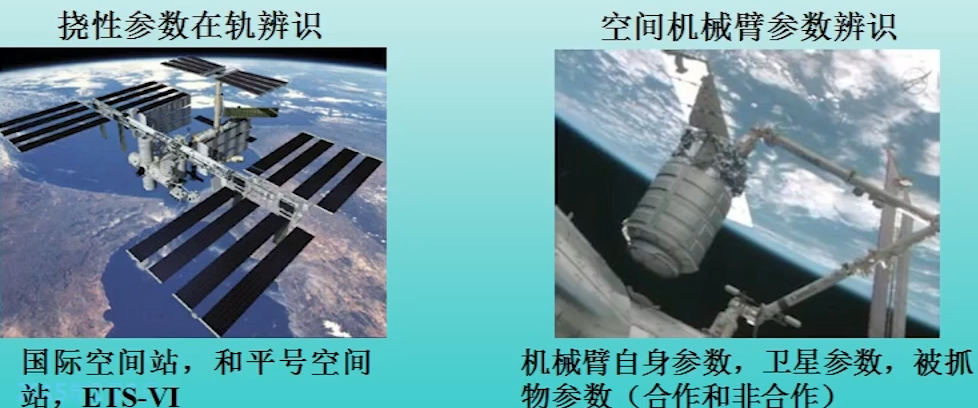 挠性参数在轨辨识
空间机械臂参数辨识
国际空间站，和平号空间
站，ETS-VI
机械臂自身参数，卫星参数，被抓
物参数（合作和非合作）